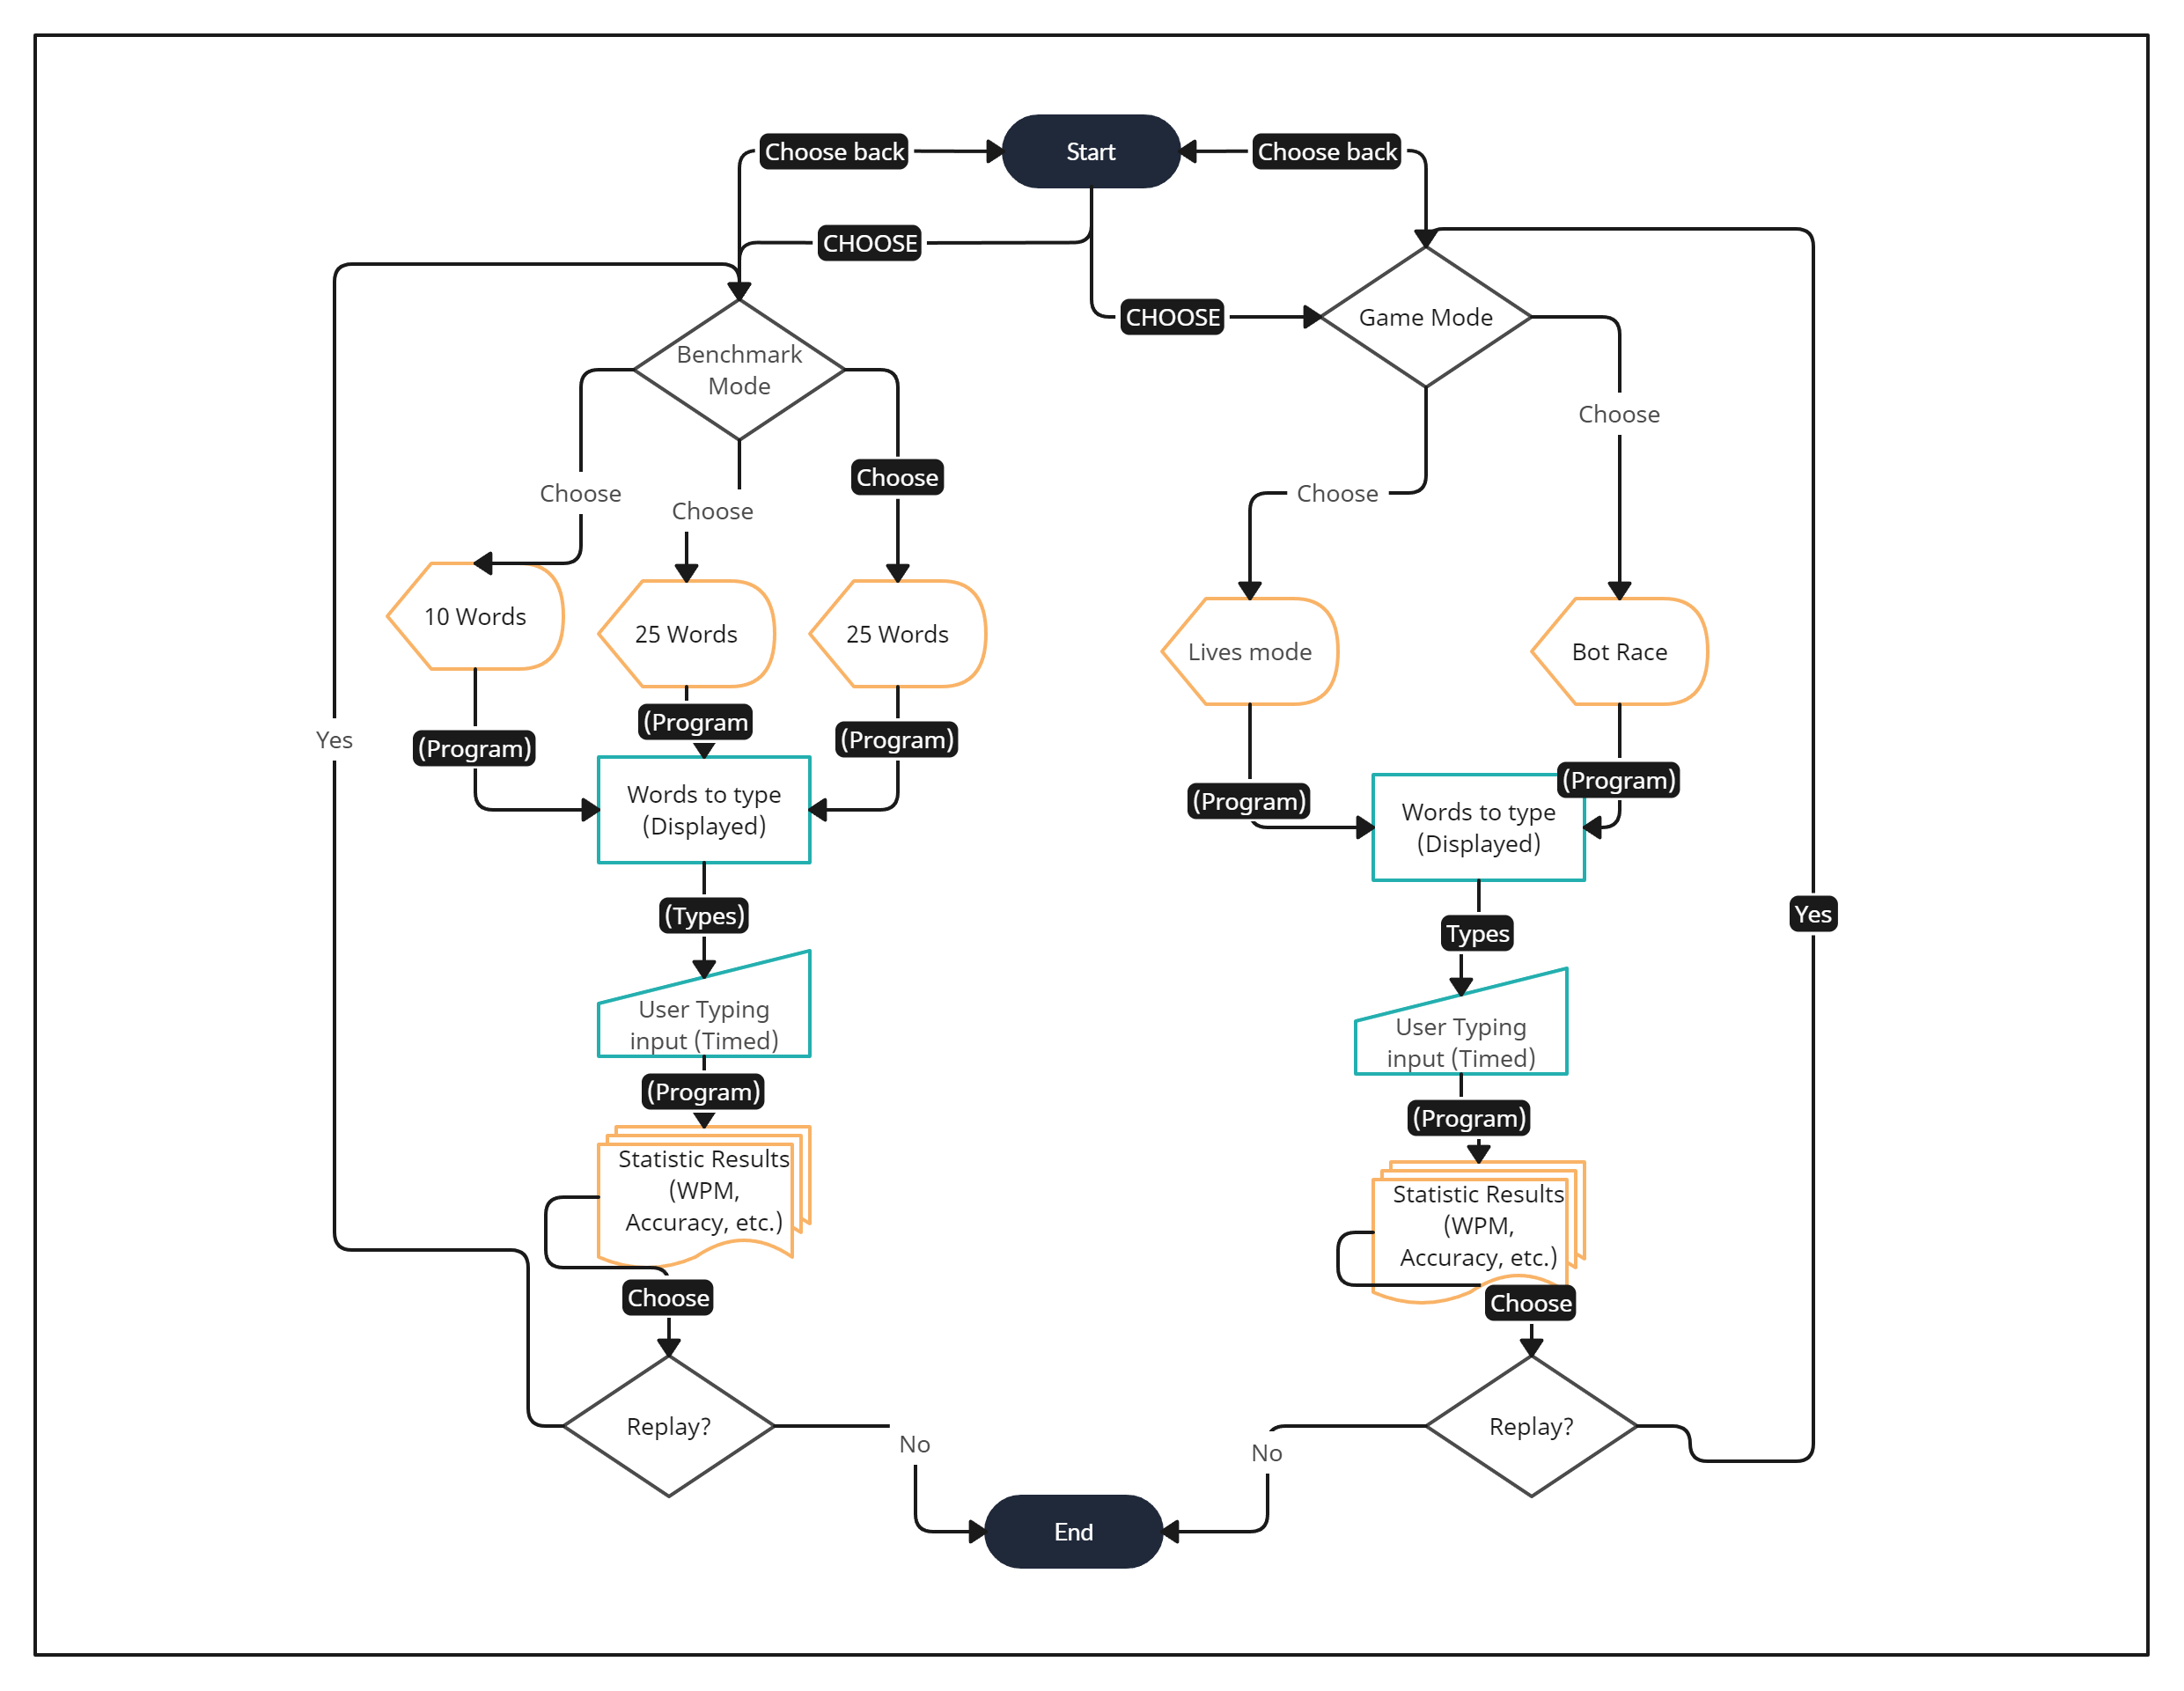 Choose back
Start
Choose back
CHOOSE
CHOOSE
Game Mode
Benchmark
Mode
Choose
Choose
Choose
Choose
Choose
10 Words
25 Words
25 Words
Lives mode
Bot Race
(Program)
(Program
(Program)
(Program)
(Program)
Yes
Words to type
(Displayed)
Words to type
(Displayed)
(Types)
Types
Yes
User Typing
input (Timed)
User Typing
input (Timed)
(Program)
(Program)
Statistic Results
(WPM,
Accuracy, etc.)
Statistic Results
(WPM,
Accuracy, etc.)
Choose
Choose
Replay?
Replay?
No
No
End